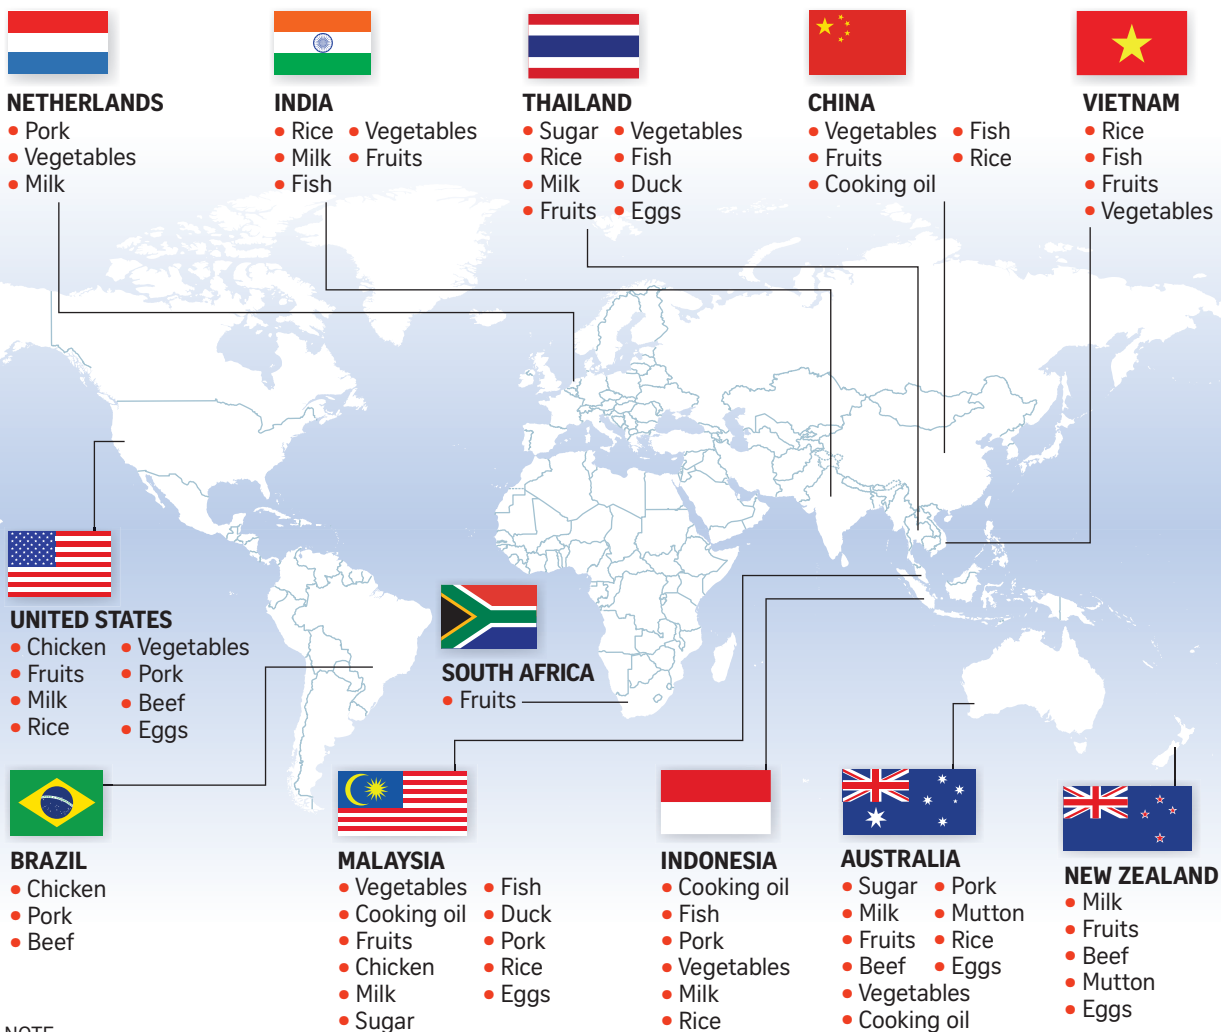 NETHERLANDS
• Pork
• Vegetables
• Milk
INDIA
• Rice • Vegetables
• Milk • Fruits
• Fish
THAILAND
• Sugar • Vegetables
• Rice • Fish
• Milk • Duck
• Fruits • Eggs
CHINA
• Vegetables • Fish
• Fruits • Rice
• Cooking oil
VIETNAM
• Rice
• Fish
• Fruits
• Vegetables
UNITED STATES
• Chicken • Vegetables
• Fruits • Pork
• Milk • Beef
• Rice • Eggs
SOUTH AFRICA
• Fruits
BRAZIL
• Chicken
• Pork
• Beef
MALAYSIA
• Vegetables • Fish
• Cooking oil • Duck
• Fruits • Pork
• Chicken • Rice
• Milk • Eggs
• Sugar
INDONESIA
• Cooking oil
• Fish
• Pork
• Vegetables
• Milk
• Rice
AUSTRALIA
• Sugar • Pork
• Milk • Mutton
• Fruits • Rice
• Beef • Eggs
• Vegetables
• Cooking oil
NEW ZEALAND
• Milk
• Fruits
• Beef
• Mutton
• Eggs
NOTE